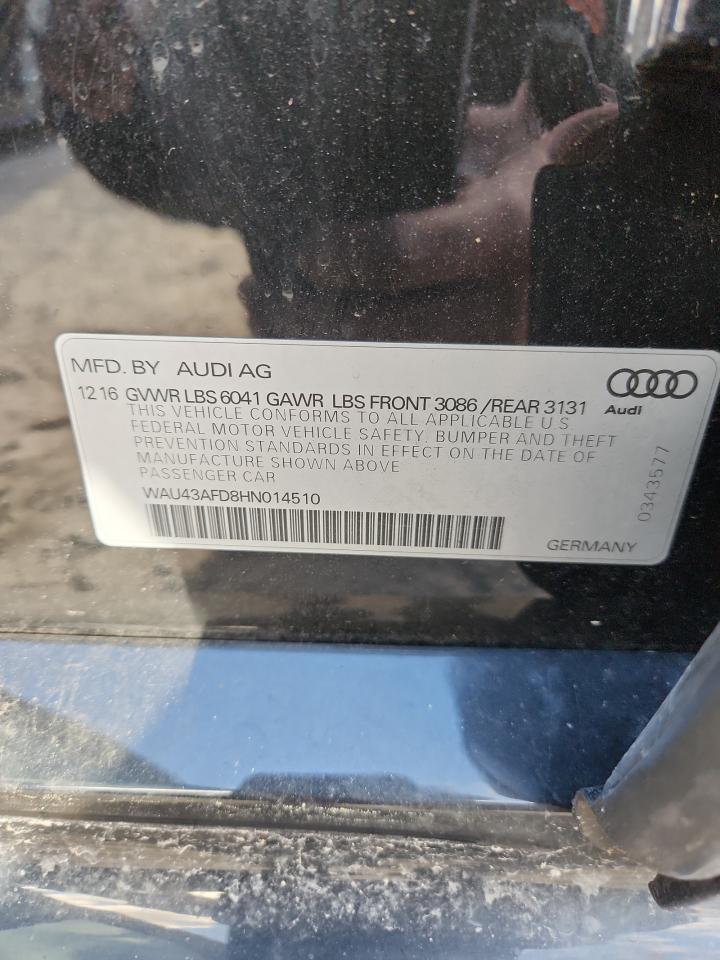 MFD. BY AUDI AG
12 16 GVWR LBS 6041 GAWR LBS FRONT 3086 /REAR 3131
Audi
THIS VEHICLE CONFORMS TO ALL APPLICABLE U.S
FEDERAL MOTOR VEHICLE SAFETY, BUMPER AND THEFT
PREVENTION STANDARDS IN EFFECT ON THE DATE OF
MANUFACTURE SHOWN ABOVE
PASSENGER CAR
WAU43AFD8HN014510
0343577
GERMANY